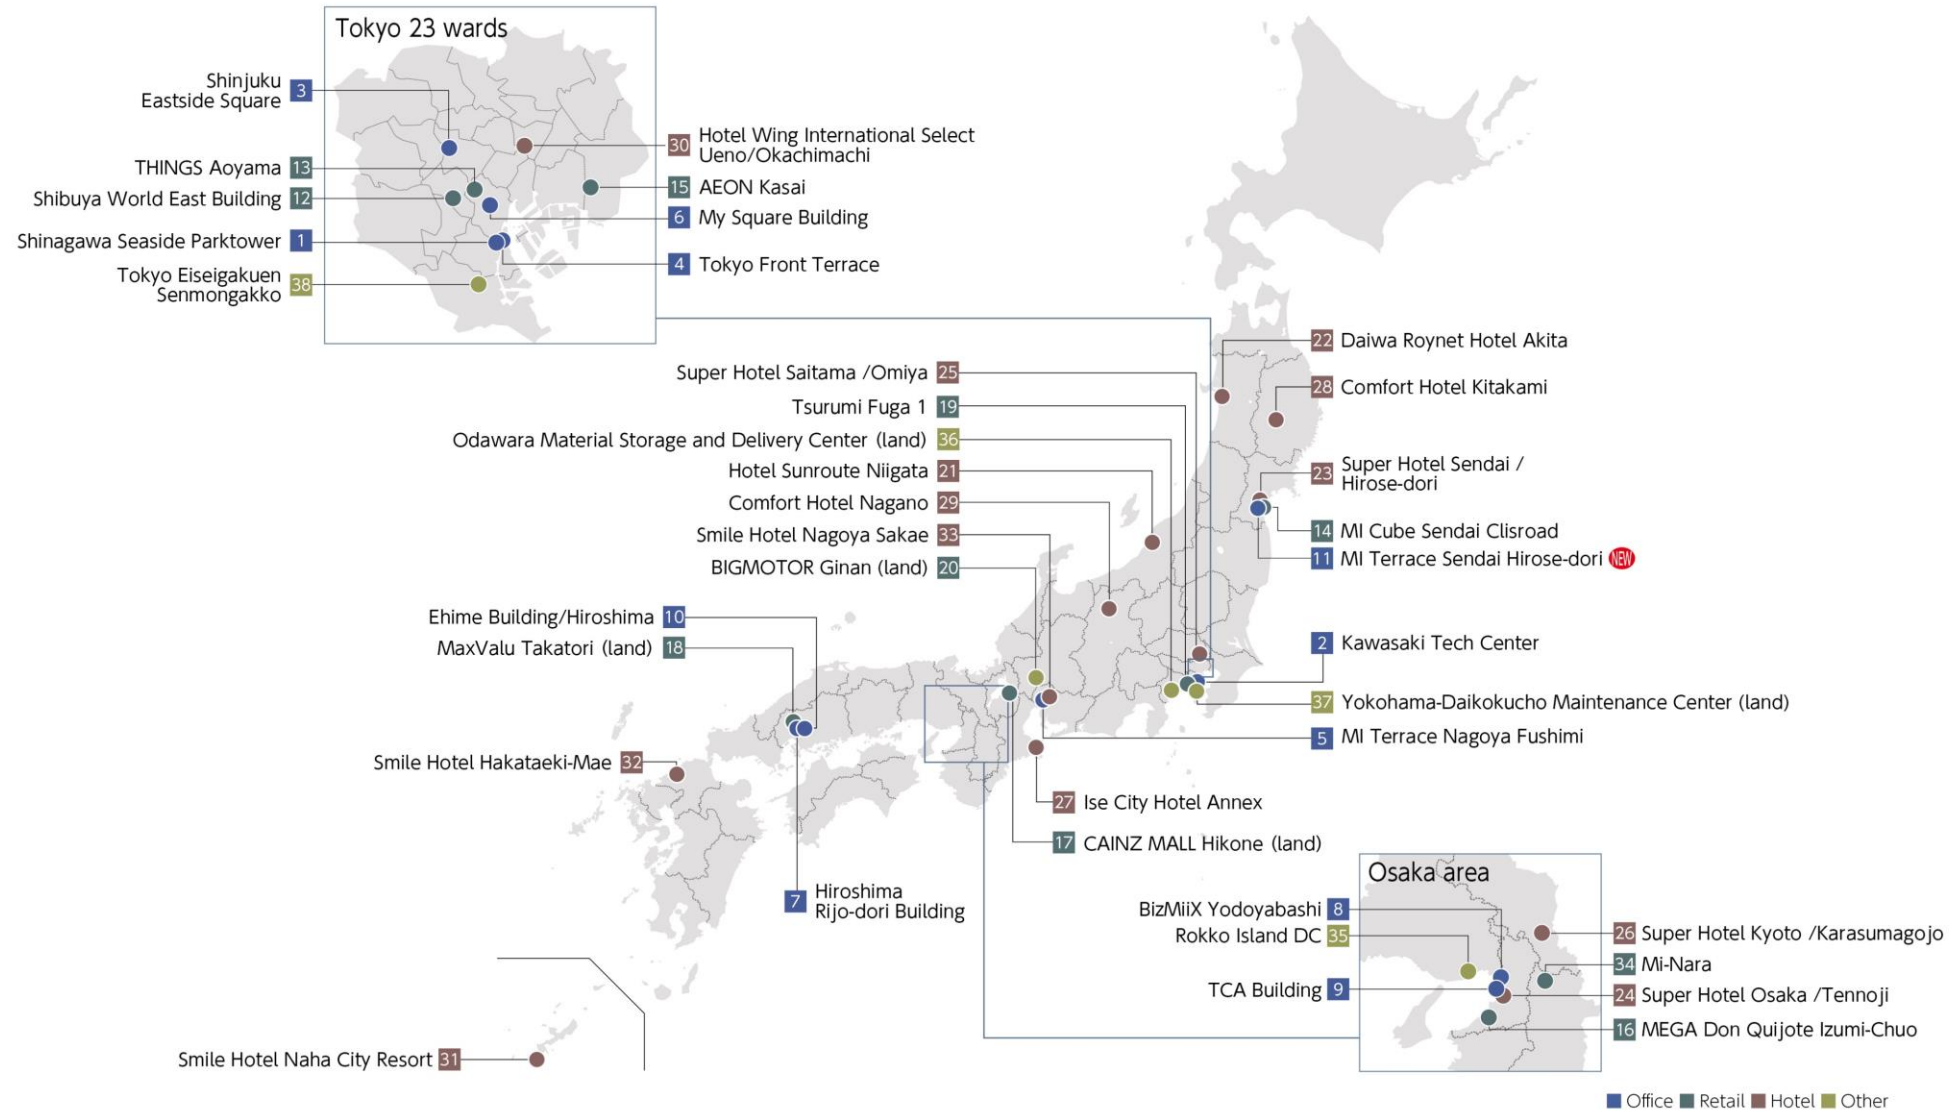 Tokyo 23 wards
Shinjuku
Eastside Square
3
THINGS Aoyama 13
Shibuya World East Building 12
Shinagawa Seaside Parktower 1
Tokyo Eiseigakuen
Senmongakko
38
30
Hotel Wing International Select
Ueno/Okachimachi
15 AEON Kasai
6 My Square Building
4 Tokyo Front Terrace
Super Hotel Saitama /Omiya 25
Tsurumi Fuga 1 19
Odawara Material Storage and Delivery Center (land) 36
Hotel Sunroute Niigata 21
Comfort Hotel Nagano 29
Smile Hotel Nagoya Sakae 33
BIGMOTOR Ginan (land) 20
Ehime Building/Hiroshima 10
MaxValu Takatori (land) 18
Smile Hotel Hakataeki-Mae 32
7
Hiroshima
Rijo-dori Building
Smile Hotel Naha City Resort 31
22 Daiwa Roynet Hotel Akita
28 Comfort Hotel Kitakami
23
Super Hotel Sendai /
Hirose-dori
14 MI Cube Sendai Clisroad
11 MI Terrace Sendai Hirose-dori NEW
2 Kawasaki Tech Center
37 Yokohama-Daikokucho Maintenance Center (land)
5 MI Terrace Nagoya Fushimi
27 Ise City Hotel Annex
17 CAINZ MALL Hikone (land)
Osaka area
BizMiiX Yodoyabashi 8
Rokko Island DC 35
TCA Building 9
26 Super Hotel Kyoto /Karasumagojo
34 Mi-Nara
24 Super Hotel Osaka /Tennoji
16 MEGA Don Quijote Izumi-Chuo
Office Retail Hotel Other